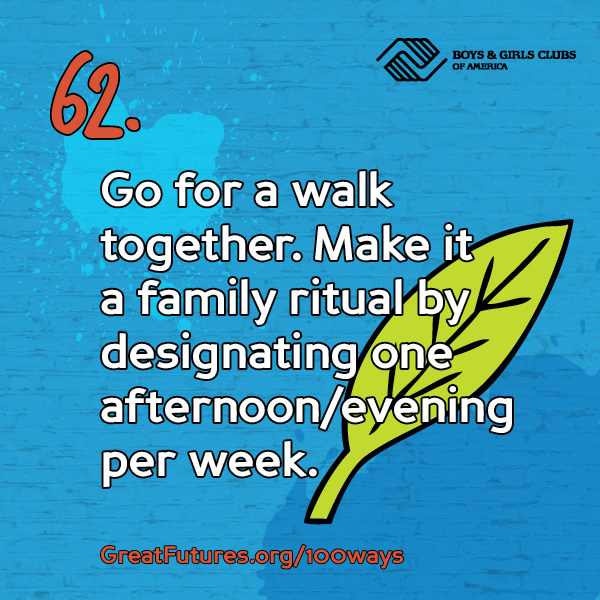 62.
BOYS & GIRLS CLUBS
OF AMERICA
Go for a walk
together. Make it
a family ritual by
designating one
afternoon/evening
per week.
GreatFutures.org/100ways